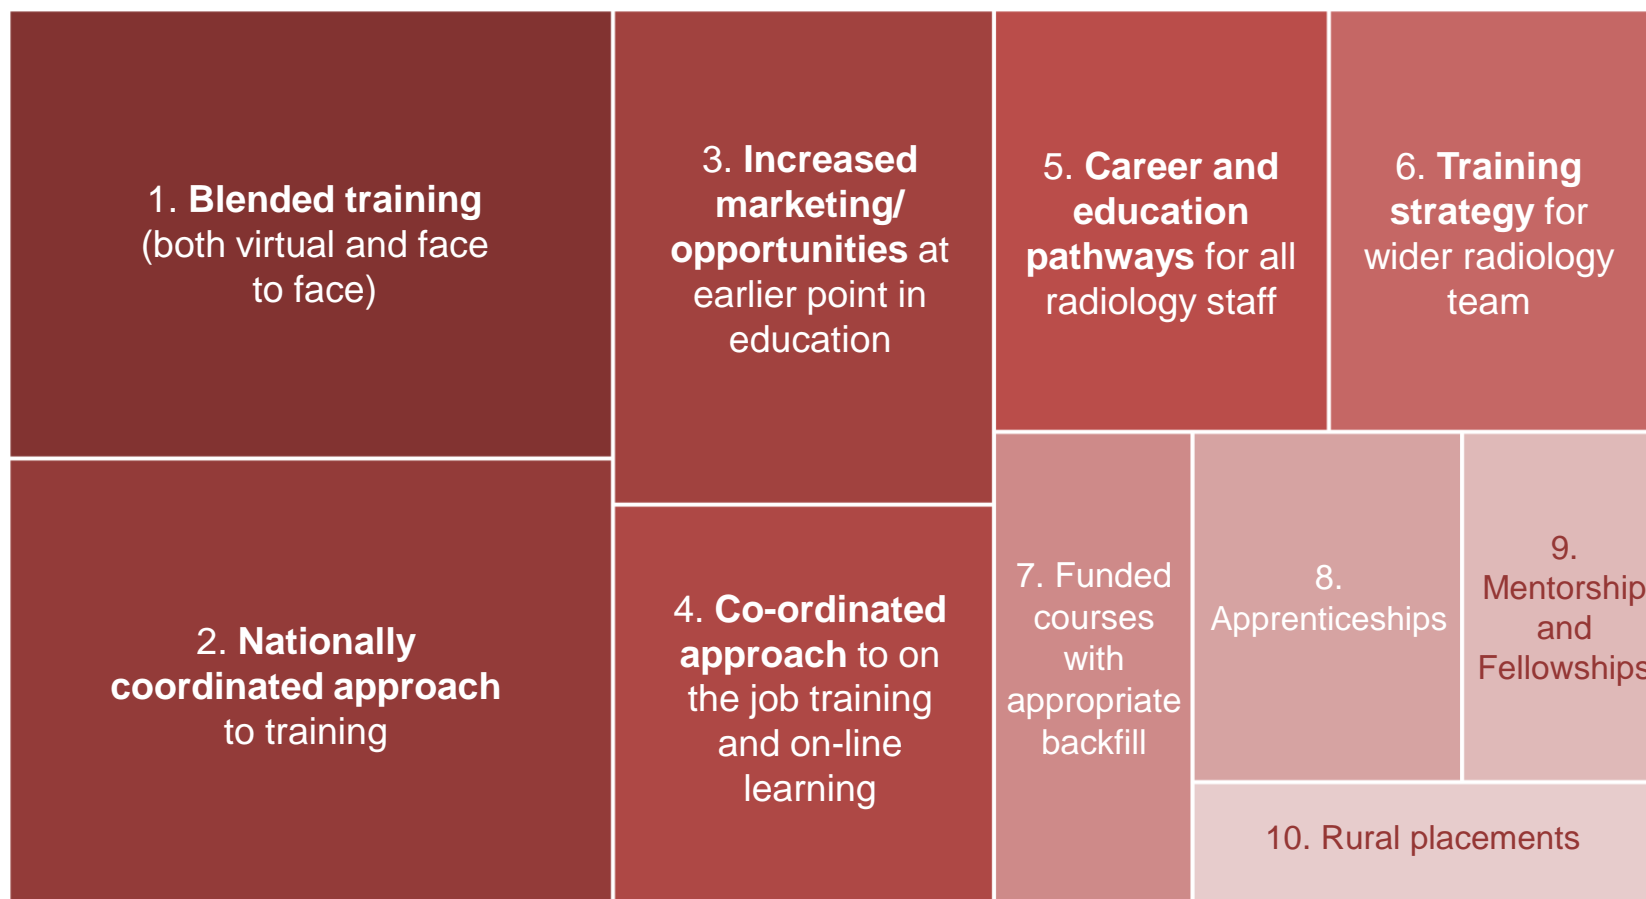 1. Blended training
(both virtual and face
to face)
2. Nationally
coordinated approach
to training
3. Increased
marketing/
opportunities at
earlier point in
education
4. Co-ordinated
approach to on
the job training
and on-line
learning
5. Career and
education
pathways for all
radiology staff
6. Training
strategy for
wider radiology
team
7. Funded
courses
with
appropriate
backfill
8.
Apprenticeships
9.
Mentorship
and
Fellowships
10. Rural placements